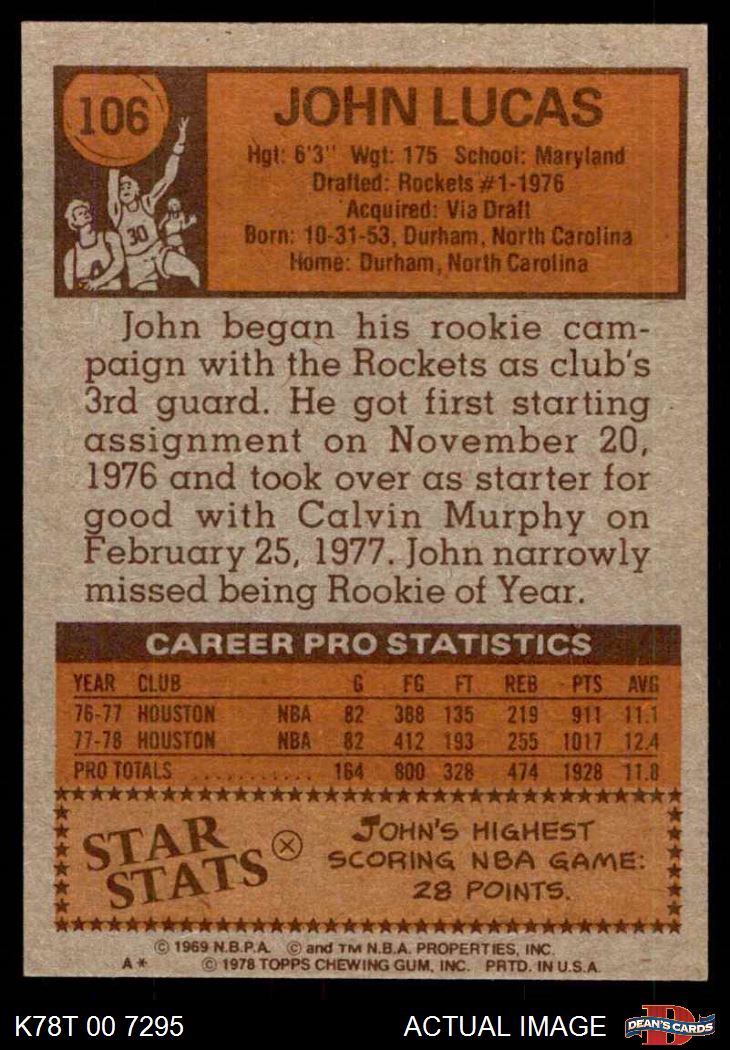 106
JOHN LUCAS
Hgt: 6'3" Wgt: 175 School: Maryland
Drafted: Rockets #1-1976
Acquired: Via Draft
Born: 10-31-53, Durham, North Carolina
Home: Durham, North Carolina
30
John began his rookie cam-
paign with the Rockets as club's
3rd guard. He got first starting
assignment on November 20,
1976 and took over as starter for
good with Calvin Murphy on
February 25, 1977. John narrowly
missed being Rookie of Year.
CAREER PRO STATISTICS
YEAR CLUB G FG FT REB PTS AVG
76-77 HOUSTON NBA 82 388 135 219 911 11.1
77-78 HOUSTON NBA 82 412 193 255 1017 12.4
PRO TOTALS ........... 164 800 328 474 1928 11.8
STAR
STATS
JOHN'S HIGHEST
SCORING NBA GAME:
28 POINTS.
© 1969 N.B.P.A. © and TM N.B.A. PROPERTIES, INC.
A* © 1978 TOPPS CHEWING GUM, INC. PRTD. IN U.S.A.
K78T 00 7295 ACTUAL IMAGE
D
DEAN'S CARDS